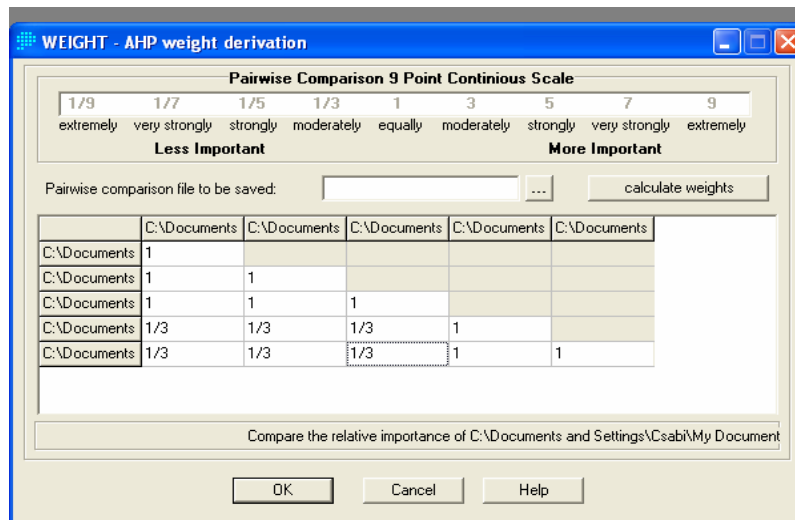 WEIGHT - AHP weight derivation
Pairwise Comparison 9 Point Continious Scale
1/9 1/7 1/5 1/3 1 3 5 7 9
extremely very strongly strongly moderately equally moderately strongly very strongly extremely
Less Important More Important
Pairwise comparison file to be saved: ... calculate weights
C:\Documents C:\Documents C:\Documents C:\Documents C:\Documents
C:\Documents 1
C:\Documents 1 1
C:\Documents 1 1 1
C:\Documents 1/3 1/3 1/3 1
C:\Documents 1/3 1/3 1/3 1 1
Compare the relative importance of C:\Documents and Settings\Csabi\My Document
OK Cancel Help